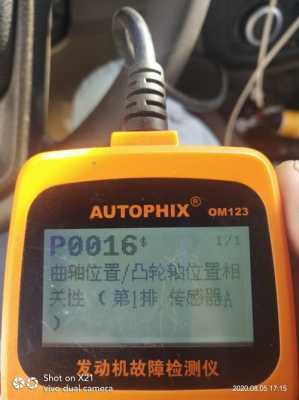 AUTOPHIX® OM123
P0016$ 1/1
曲轴位置/凸轮轴位置相
关性 ( 第1排 传感器A
)
发动机故障检测仪
Shot on X21
vivo dual camera
2020.08.05 17:15